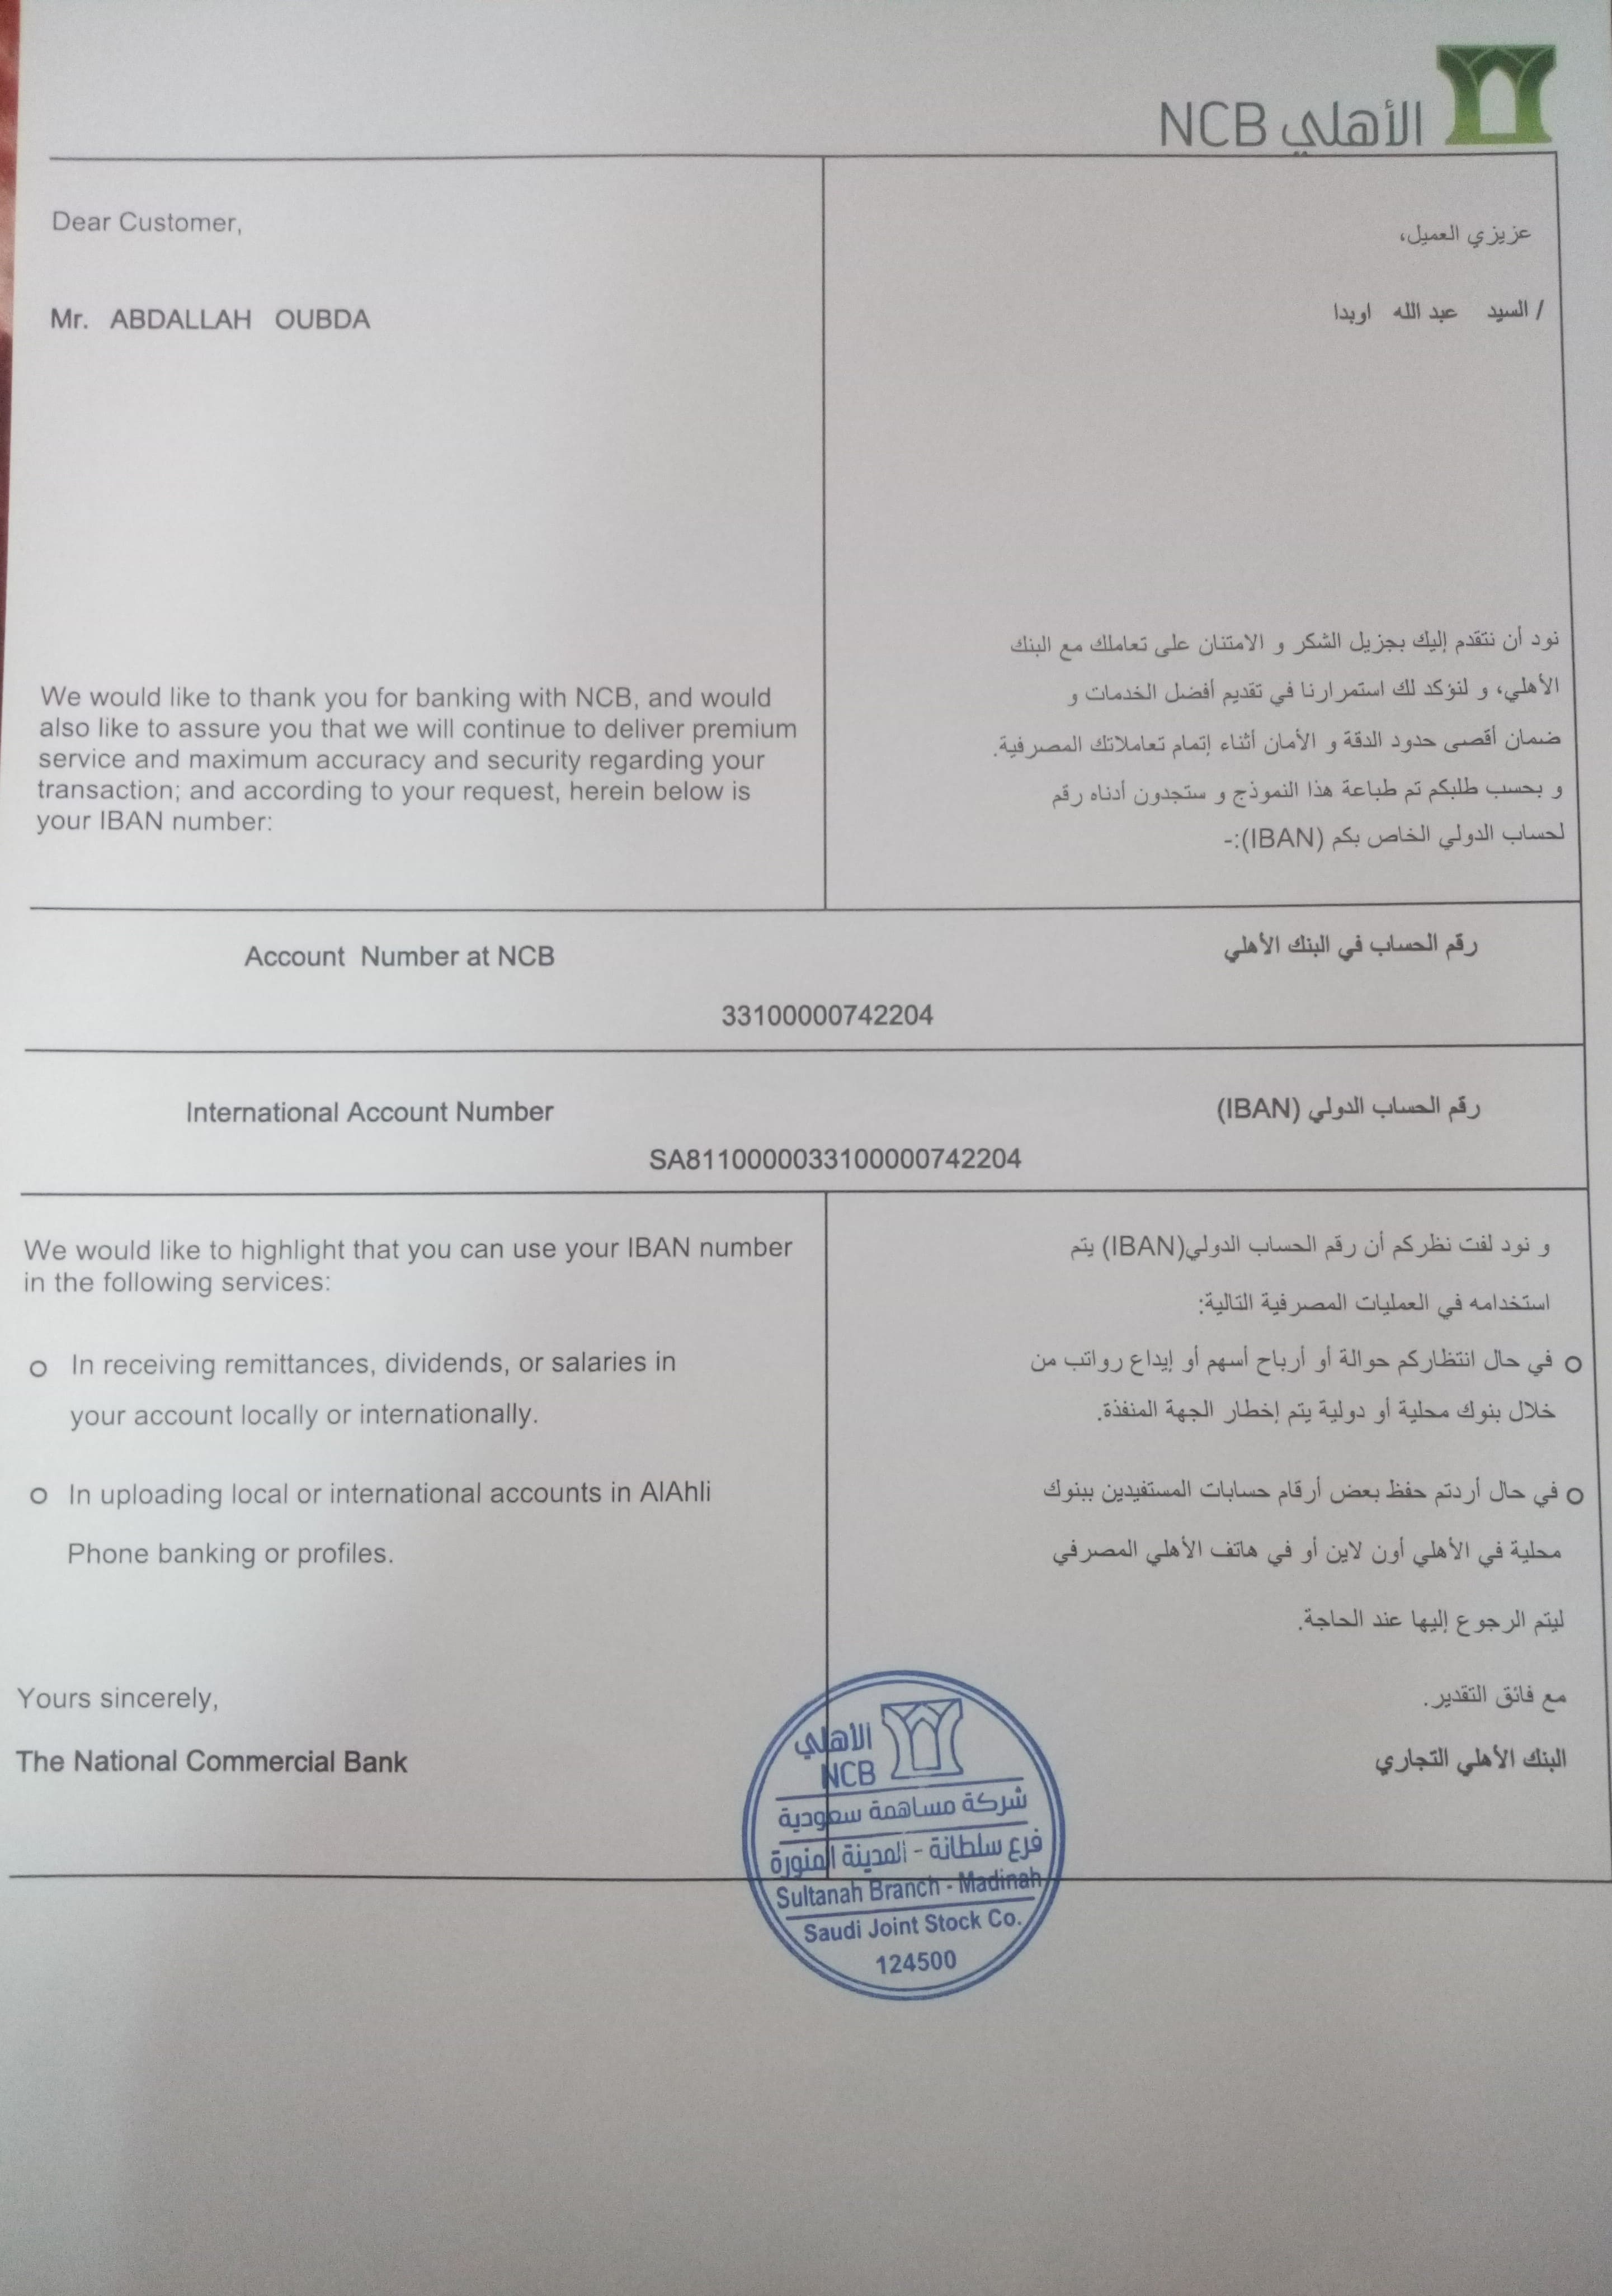 NCB الأهلي
Dear Customer,
Mr. ABDALLAH OUBDA
We would like to thank you for banking with NCB, and would
also like to assure you that we will continue to deliver premium
service and maximum accuracy and security regarding your
transaction; and according to your request, herein below is
your IBAN number:
عزيزي العميل،
/ السيد عبد الله اوبدا
نود أن نتقدم إليك بجزيل الشكر و الامتنان على تعاملك مع البنك
الأهلي، و لنؤكد لك استمرارنا في تقديم أفضل الخدمات و
ضمان أقصى حدود الدقة و الأمان أثناء إتمام تعاملاتك المصرفية.
و بحسب طلبكم تم طباعة هذا النموذج و ستجدون أدناه رقم
لحساب الدولي الخاص بكم (IBAN):-
Account Number at NCB
رقم الحساب في البنك الأهلي
33100000742204
International Account Number
رقم الحساب الدولي (IBAN)
SA8110000033100000742204
We would like to highlight that you can use your IBAN number
in the following services:
o In receiving remittances, dividends, or salaries in
your account locally or internationally.
o In uploading local or international accounts in AlAhli
Phone banking or profiles.
Yours sincerely,
The National Commercial Bank
و نود لفت نظركم أن رقم الحساب الدولي(IBAN) يتم
استخدامه في العمليات المصرفية التالية:
o في حال انتظاركم حوالة أو أرباح أسهم أو إيداع رواتب من
خلال بنوك محلية أو دولية يتم إخطار الجهة المنفذة.
o في حال أردتم حفظ بعض أرقام حسابات المستفيدين ببنوك
محلية في الأهلي أون لاين أو في هاتف الأهلي المصرفي
ليتم الرجوع إليها عند الحاجة.
مع فائق التقدير.
البنك الأهلي التجاري
الأهلي
NCB
شركة مساهمة سعودية
فرع سلطانة - المدينة المنورة
Sultanah Branch - Madinah
Saudi Joint Stock Co.
124500